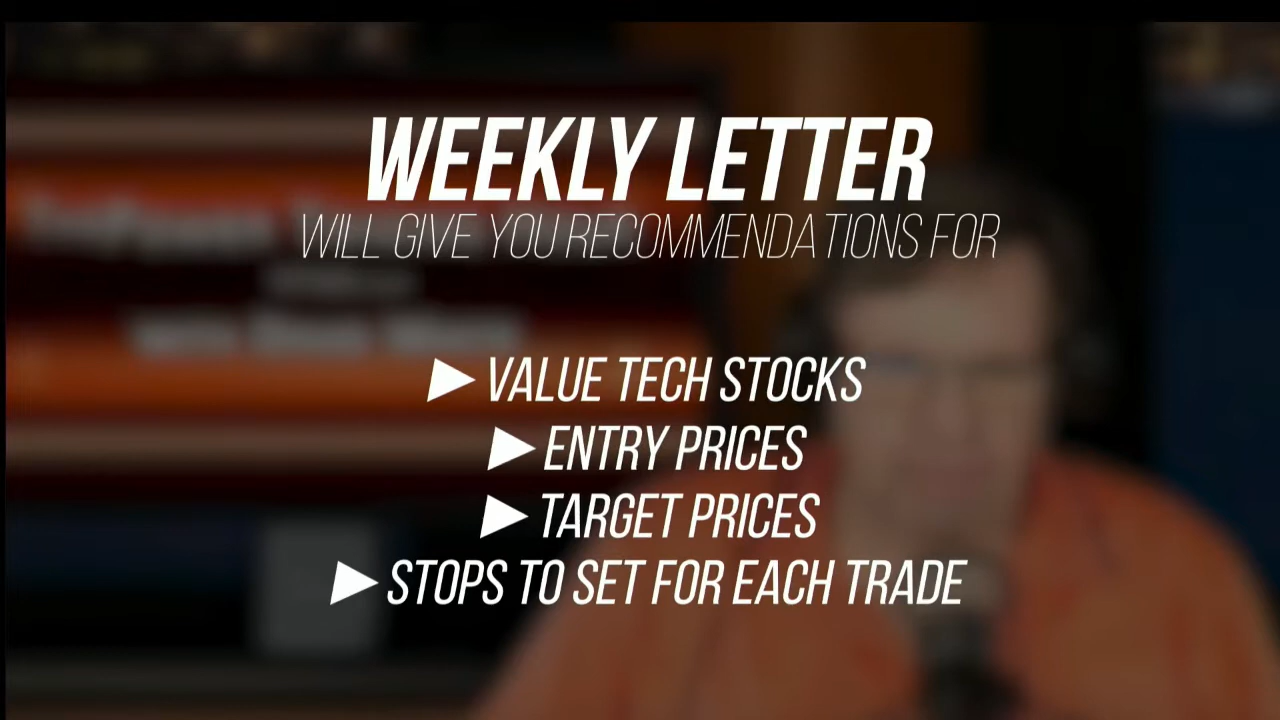 WEEKLY LETTER
WILL GIVE YOU RECOMMENDATIONS FOR
► VALUE TECH STOCKS
► ENTRY PRICES
► TARGET PRICES
► STOPS TO SET FOR EACH TRADE